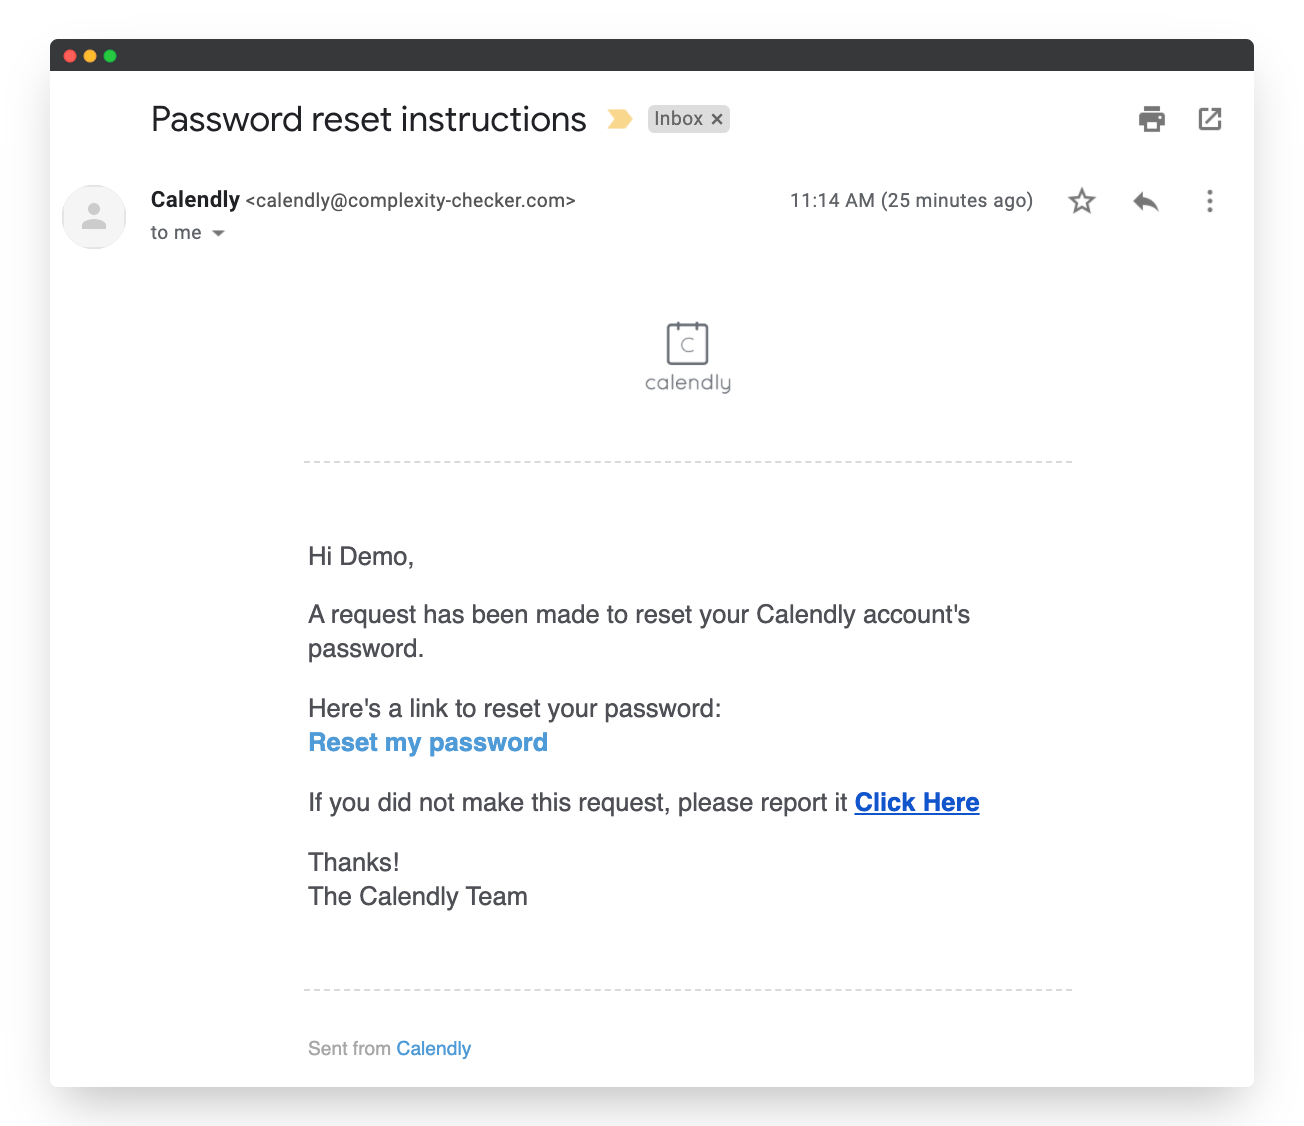 Password reset instructions Inbox ×
Calendly <calendly@complexity-checker.com> 11:14 AM (25 minutes ago)
to me
C
calendly
Hi Demo,
A request has been made to reset your Calendly account's
password.
Here's a link to reset your password:
Reset my password
If you did not make this request, please report it Click Here
Thanks!
The Calendly Team
Sent from Calendly